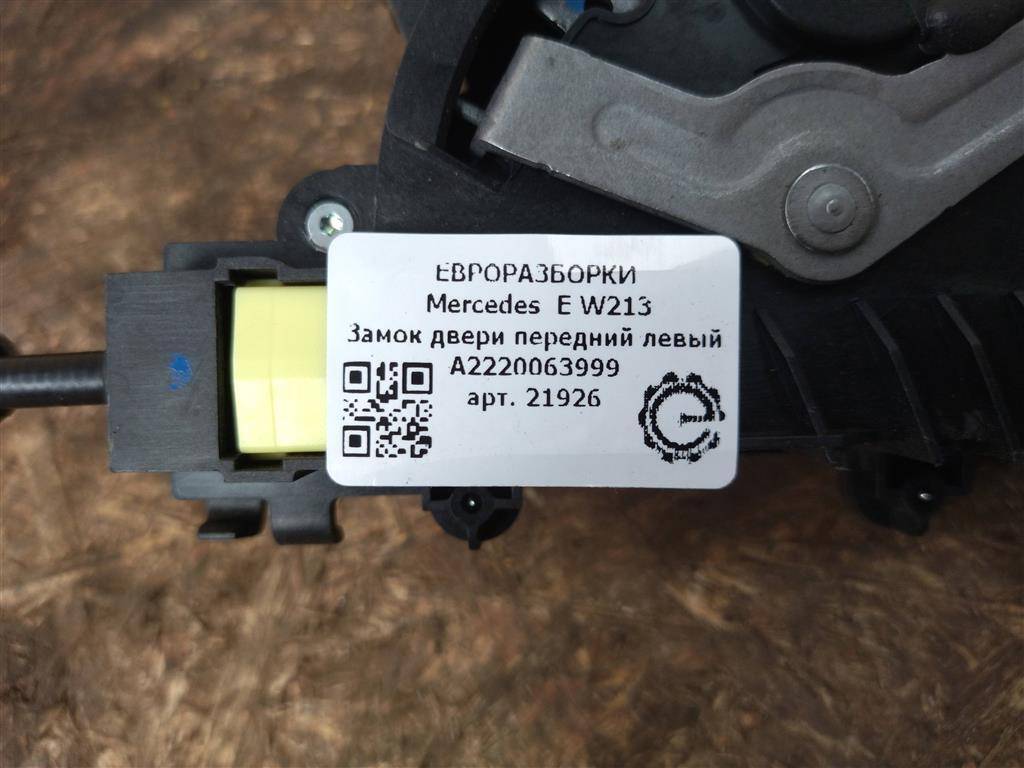 ЕВРОРАЗБОРКИ
Mercedes E W213
Замок двери передний левый
A2220063999
арт. 21926